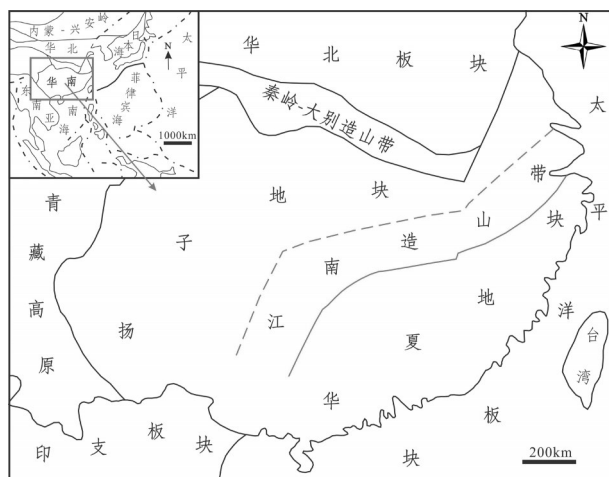 内蒙-兴安岭
华北
日本海
太平洋
华南
东南亚
南海
菲律宾海
N
1000km
华北板块
秦岭-大别造山带
N
太平洋板块
青藏高原
扬子地块
江南造山带
华夏地块
台湾
印支板块
200km